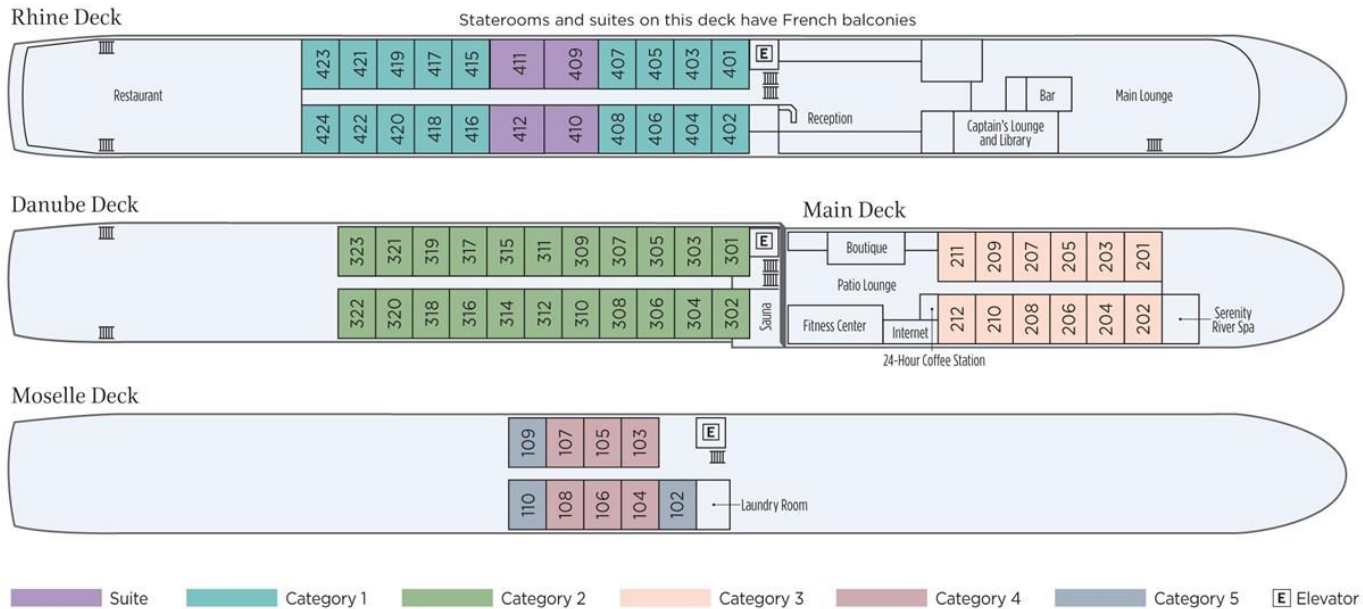 Rhine Deck
Staterooms and suites on this deck have French balconies
423 421 419 417 415 411 409 407 405 403 401 E
Restaurant
Reception
Bar
Main Lounge
Captain's Lounge
and Library
424 422 420 418 416 412 410 408 406 404 402
Danube Deck
Main Deck
323 321 319 317 315 311 309 307 305 303 301 E
Boutique
211 209 207 205 203 201
Patio Lounge
322 320 318 316 314 312 310 308 306 304 302
Sauna
Fitness Center
Internet
212 210 208 206 204 202
Serenity
River Spa
24-Hour Coffee Station
Moselle Deck
109 107 105 103 E
110 108 106 104 102
Laundry Room
Suite Category 1 Category 2 Category 3 Category 4 Category 5 E Elevator